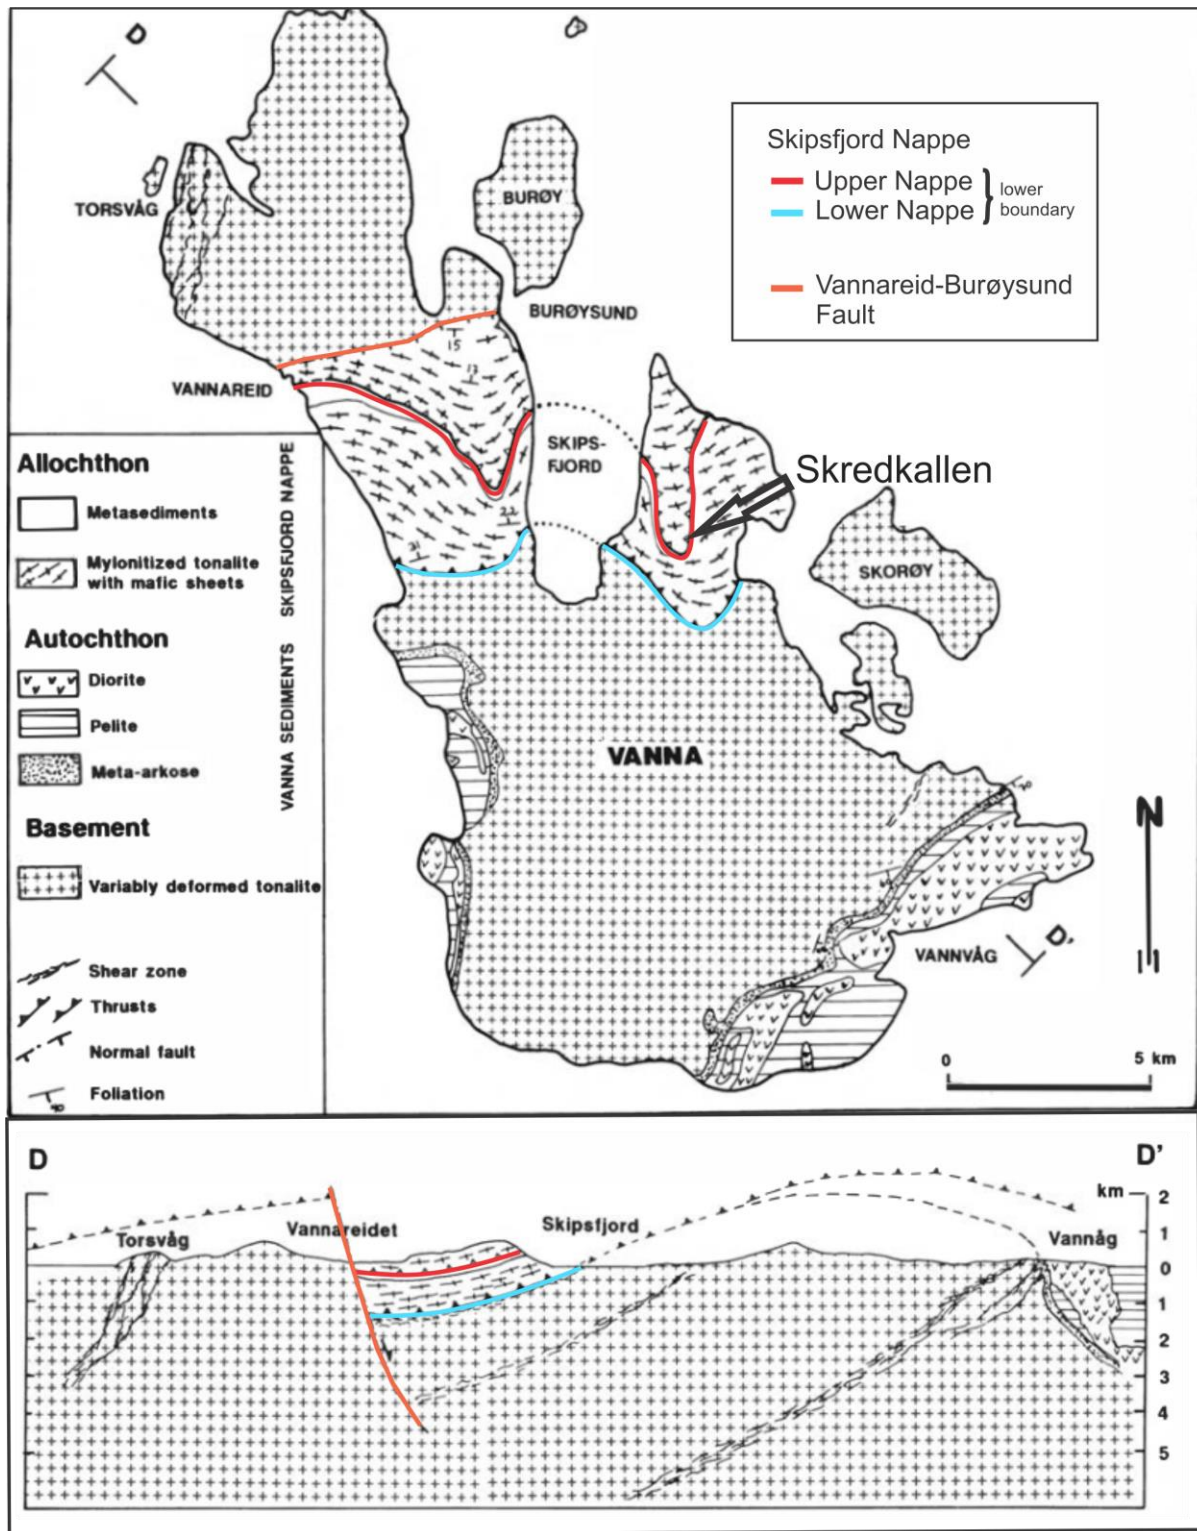 D
TORSVÅG
BURØY
BURØYSUND
VANNAREID
15
13
SKIPS-
FJORD
Skredkallen
22
SKORØY
VANNA
VANNVÅG
D'
N
0 5 km
Skipsfjord Nappe
Upper Nappe
Lower Nappe
lower
boundary
Vannareid-Burøysund
Fault
Allochthon
Metasediments
Mylonitized tonalite
with mafic sheets
SKIPSFJORD NAPPE
Autochthon
Diorite
Pelite
Meta-arkose
VANNA SEDIMENTS
Basement
Variably deformed tonalite
Shear zone
Thrusts
Normal fault
Foliation
D
D'
Torsvåg
Vannareidet
Skipsfjord
Vannåg
km
2
1
0
1
2
3
4
5